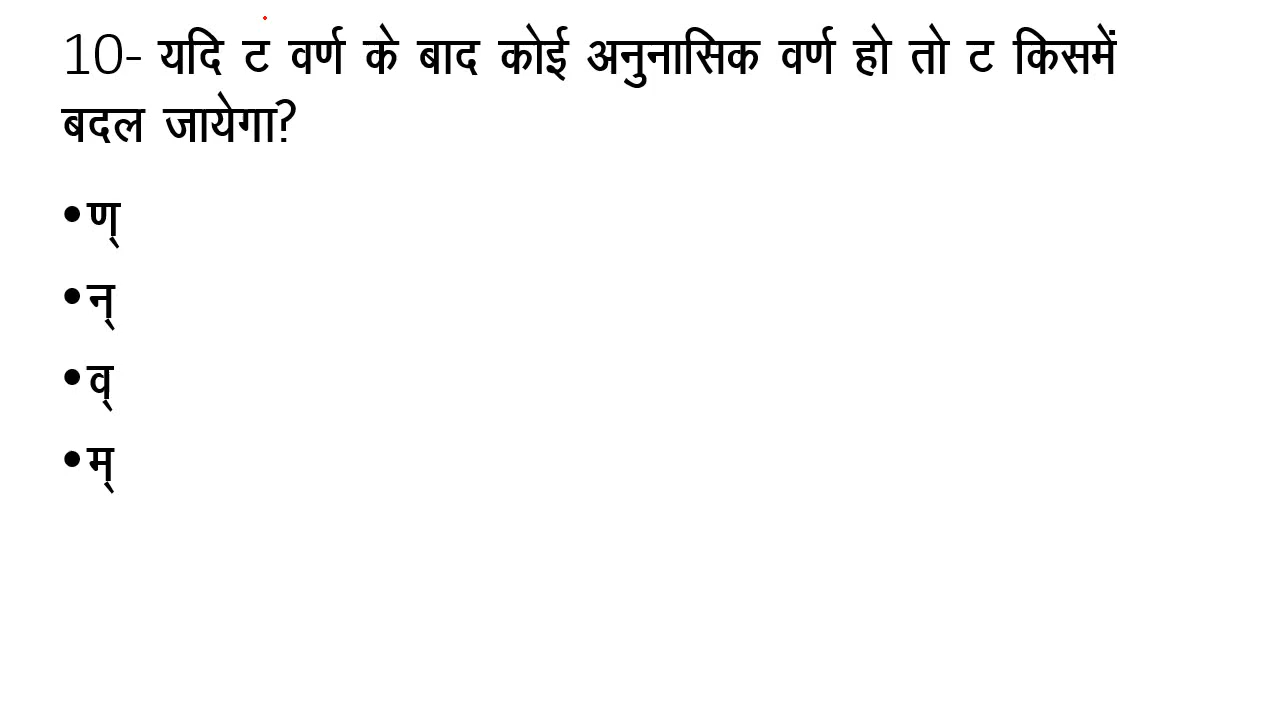 10- यदि ट वर्ण के बाद कोई अनुनासिक वर्ण हो तो ट किसमें
बदल जायेगा?
•ण्
•न्
•व्
•म्